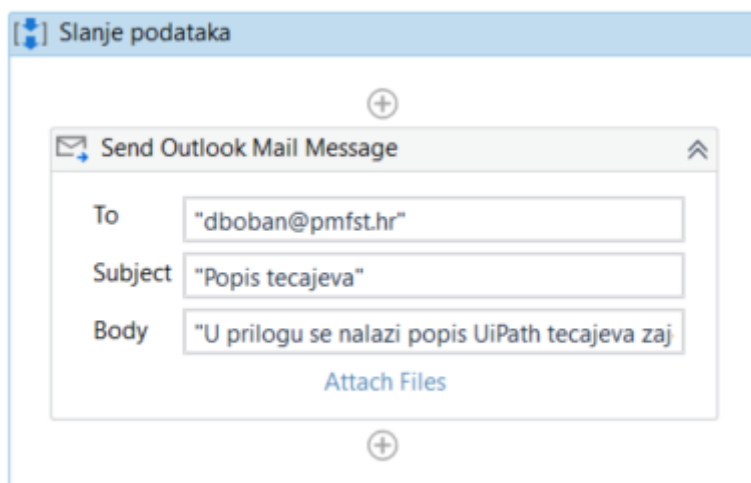 Slanje podataka
Send Outlook Mail Message
To "dboban@pmfst.hr"
Subject "Popis tecajeva"
Body "U prilogu se nalazi popis UiPath tecajeva zaj
Attach Files